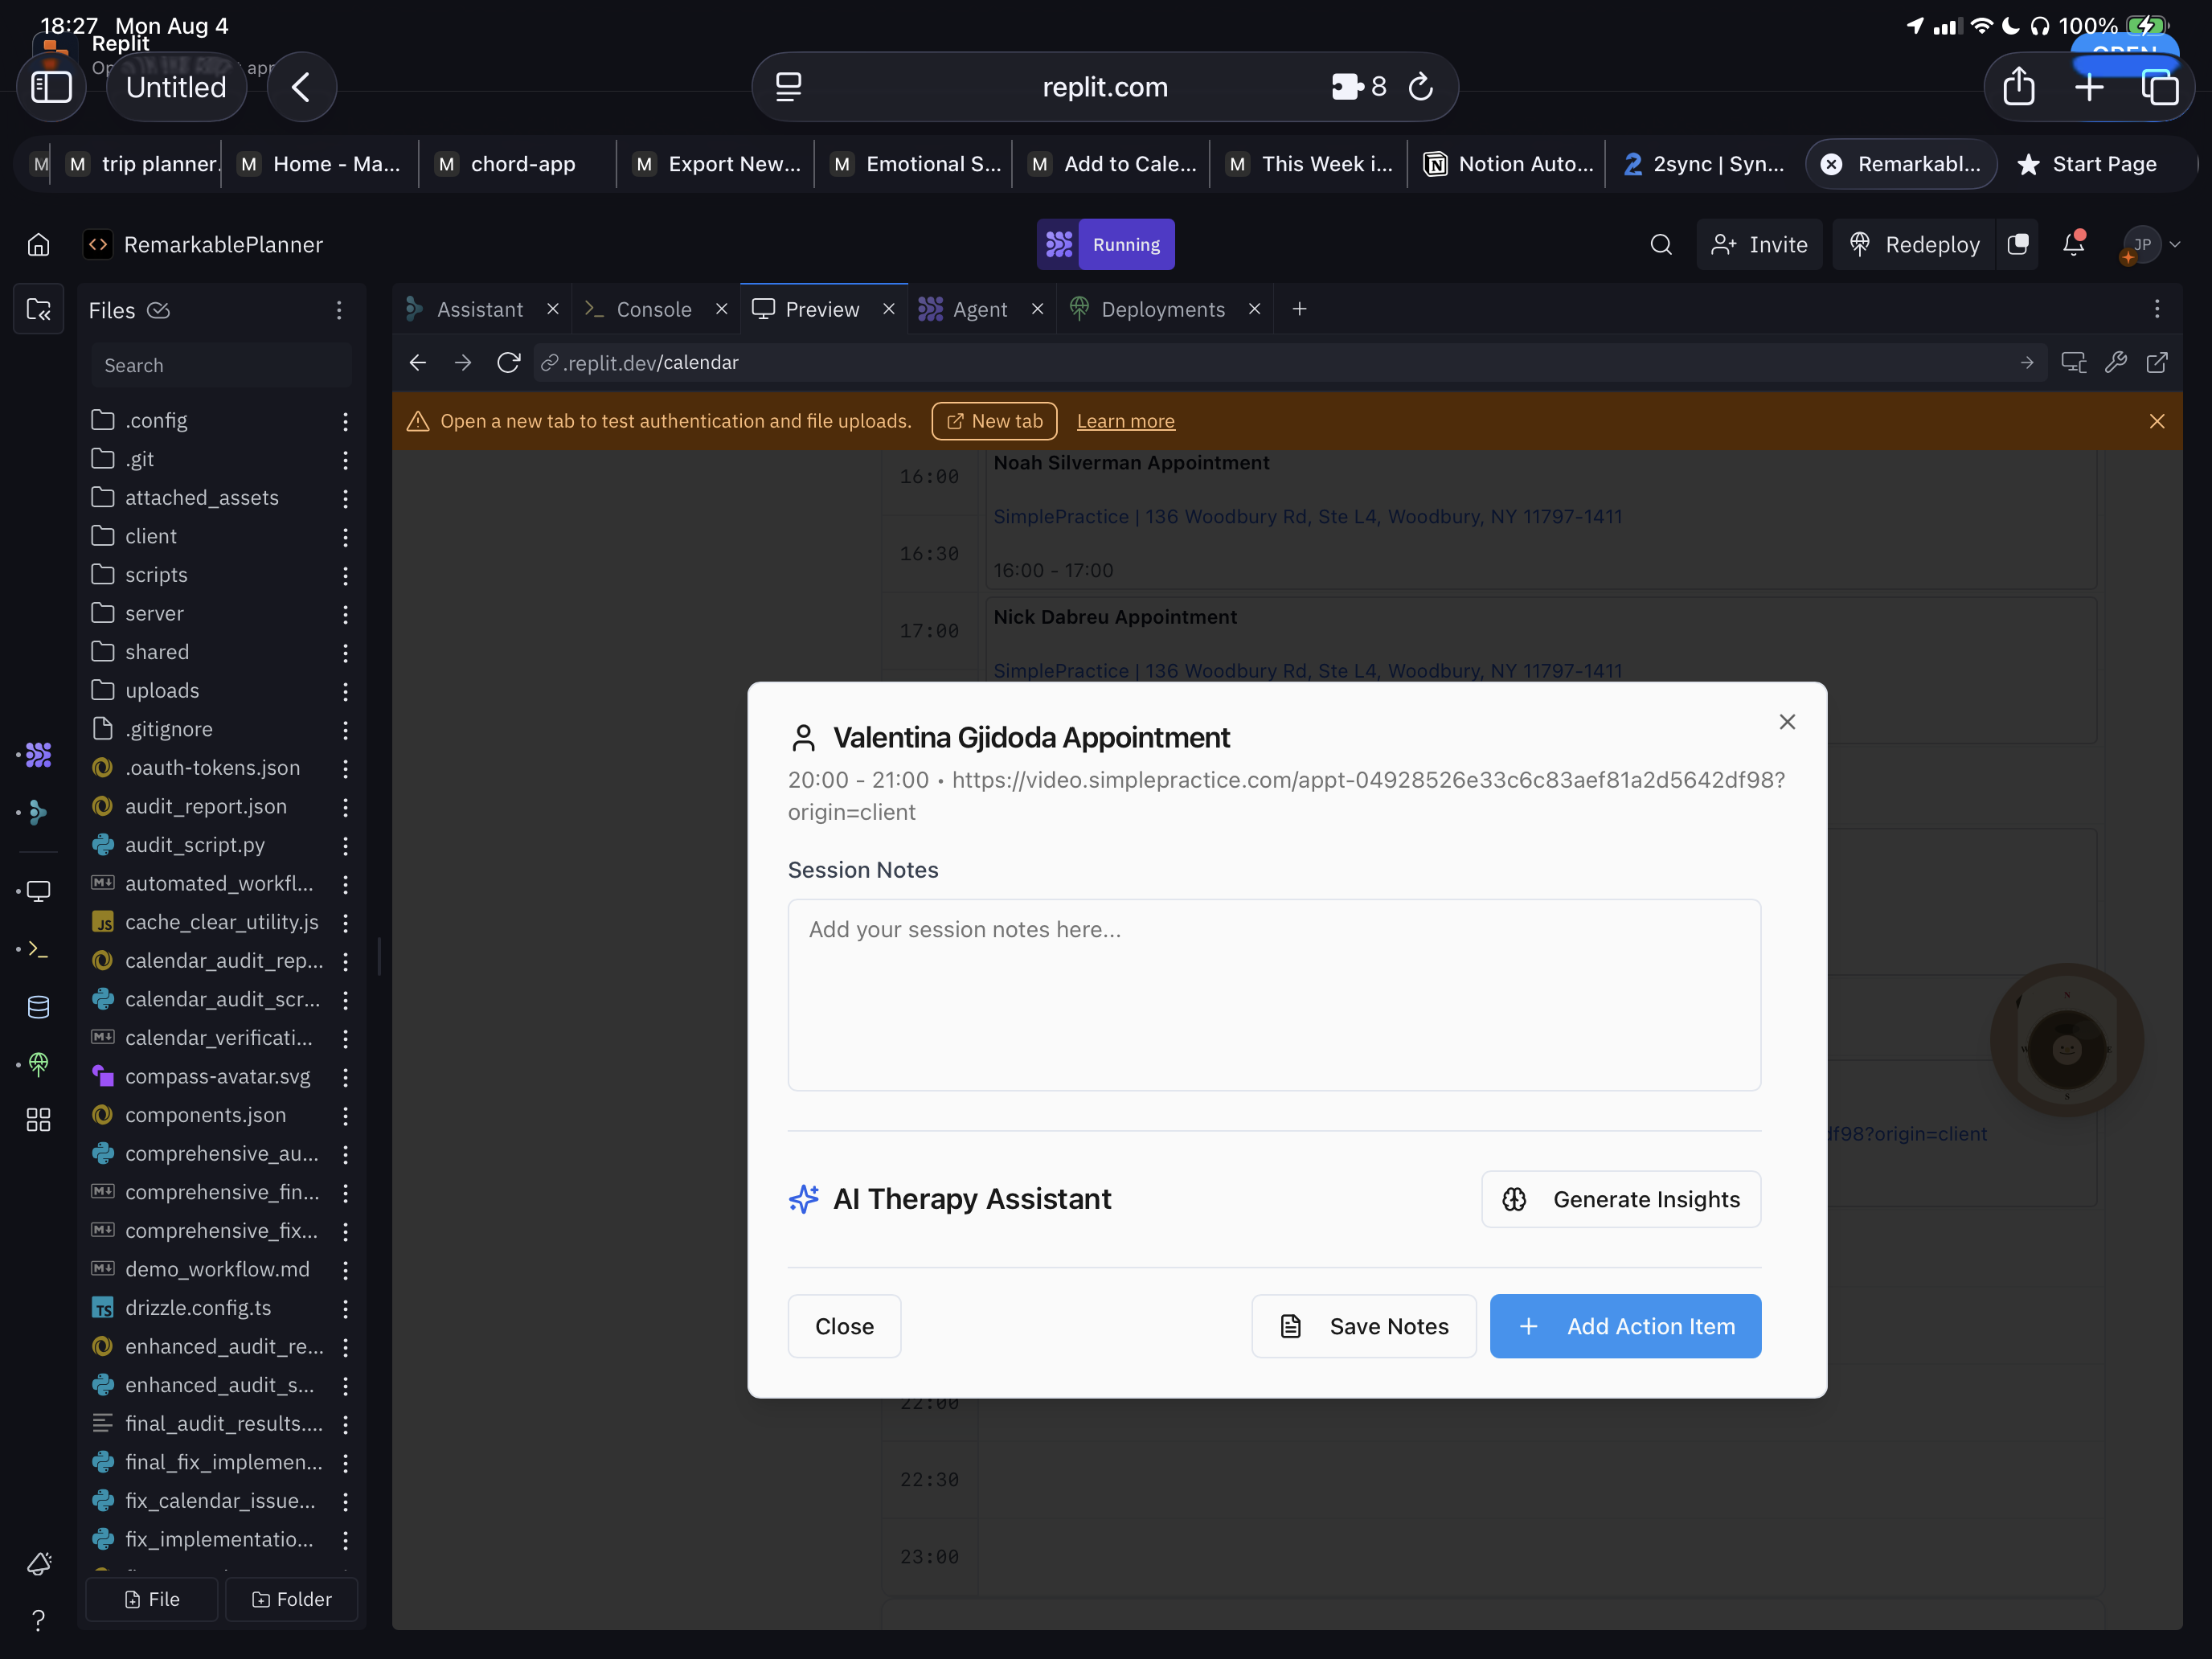 18:27 Mon Aug 4
100%
Replit
OPEN
Untitled
replit.com
8
M
M trip planner.
M Home - Ma...
M chord-app
M Export New...
M Emotional S...
M Add to Cale...
M This Week i...
Notion Auto...
2 2sync | Syn...
Remarkabl...
Start Page
RemarkablePlanner
Running
Invite
Redeploy
JP
Files
Assistant
Console
Preview
Agent
Deployments
Search
.replit.dev/calendar
Open a new tab to test authentication and file uploads.
New tab
Learn more
.config
.git
attached_assets
client
scripts
server
shared
uploads
.gitignore
.oauth-tokens.json
audit_report.json
audit_script.py
automated_workfl...
JS cache_clear_utility.js
calendar_audit_rep...
calendar_audit_scr...
calendar_verificati...
compass-avatar.svg
components.json
comprehensive_au...
comprehensive_fin...
comprehensive_fix...
demo_workflow.md
TS drizzle.config.ts
enhanced_audit_re...
enhanced_audit_s...
final_audit_results....
final_fix_implemen...
fix_calendar_issue...
fix_implementatio...
File
Folder
16:00
Noah Silverman Appointment
SimplePractice | 136 Woodbury Rd, Ste L4, Woodbury, NY 11797-1411
16:30
16:00 - 17:00
17:00
Nick Dabreu Appointment
SimplePractice | 136 Woodbury Rd, Ste L4, Woodbury, NY 11797-1411
Valentina Gjidoda Appointment
20:00 - 21:00 • https://video.simplepractice.com/appt-04928526e33c6c83aef81a2d5642df98?
origin=client
Session Notes
Add your session notes here...
N
W
S
df98?origin=client
AI Therapy Assistant
Generate Insights
Close
Save Notes
Add Action Item
22:00
22:30
23:00